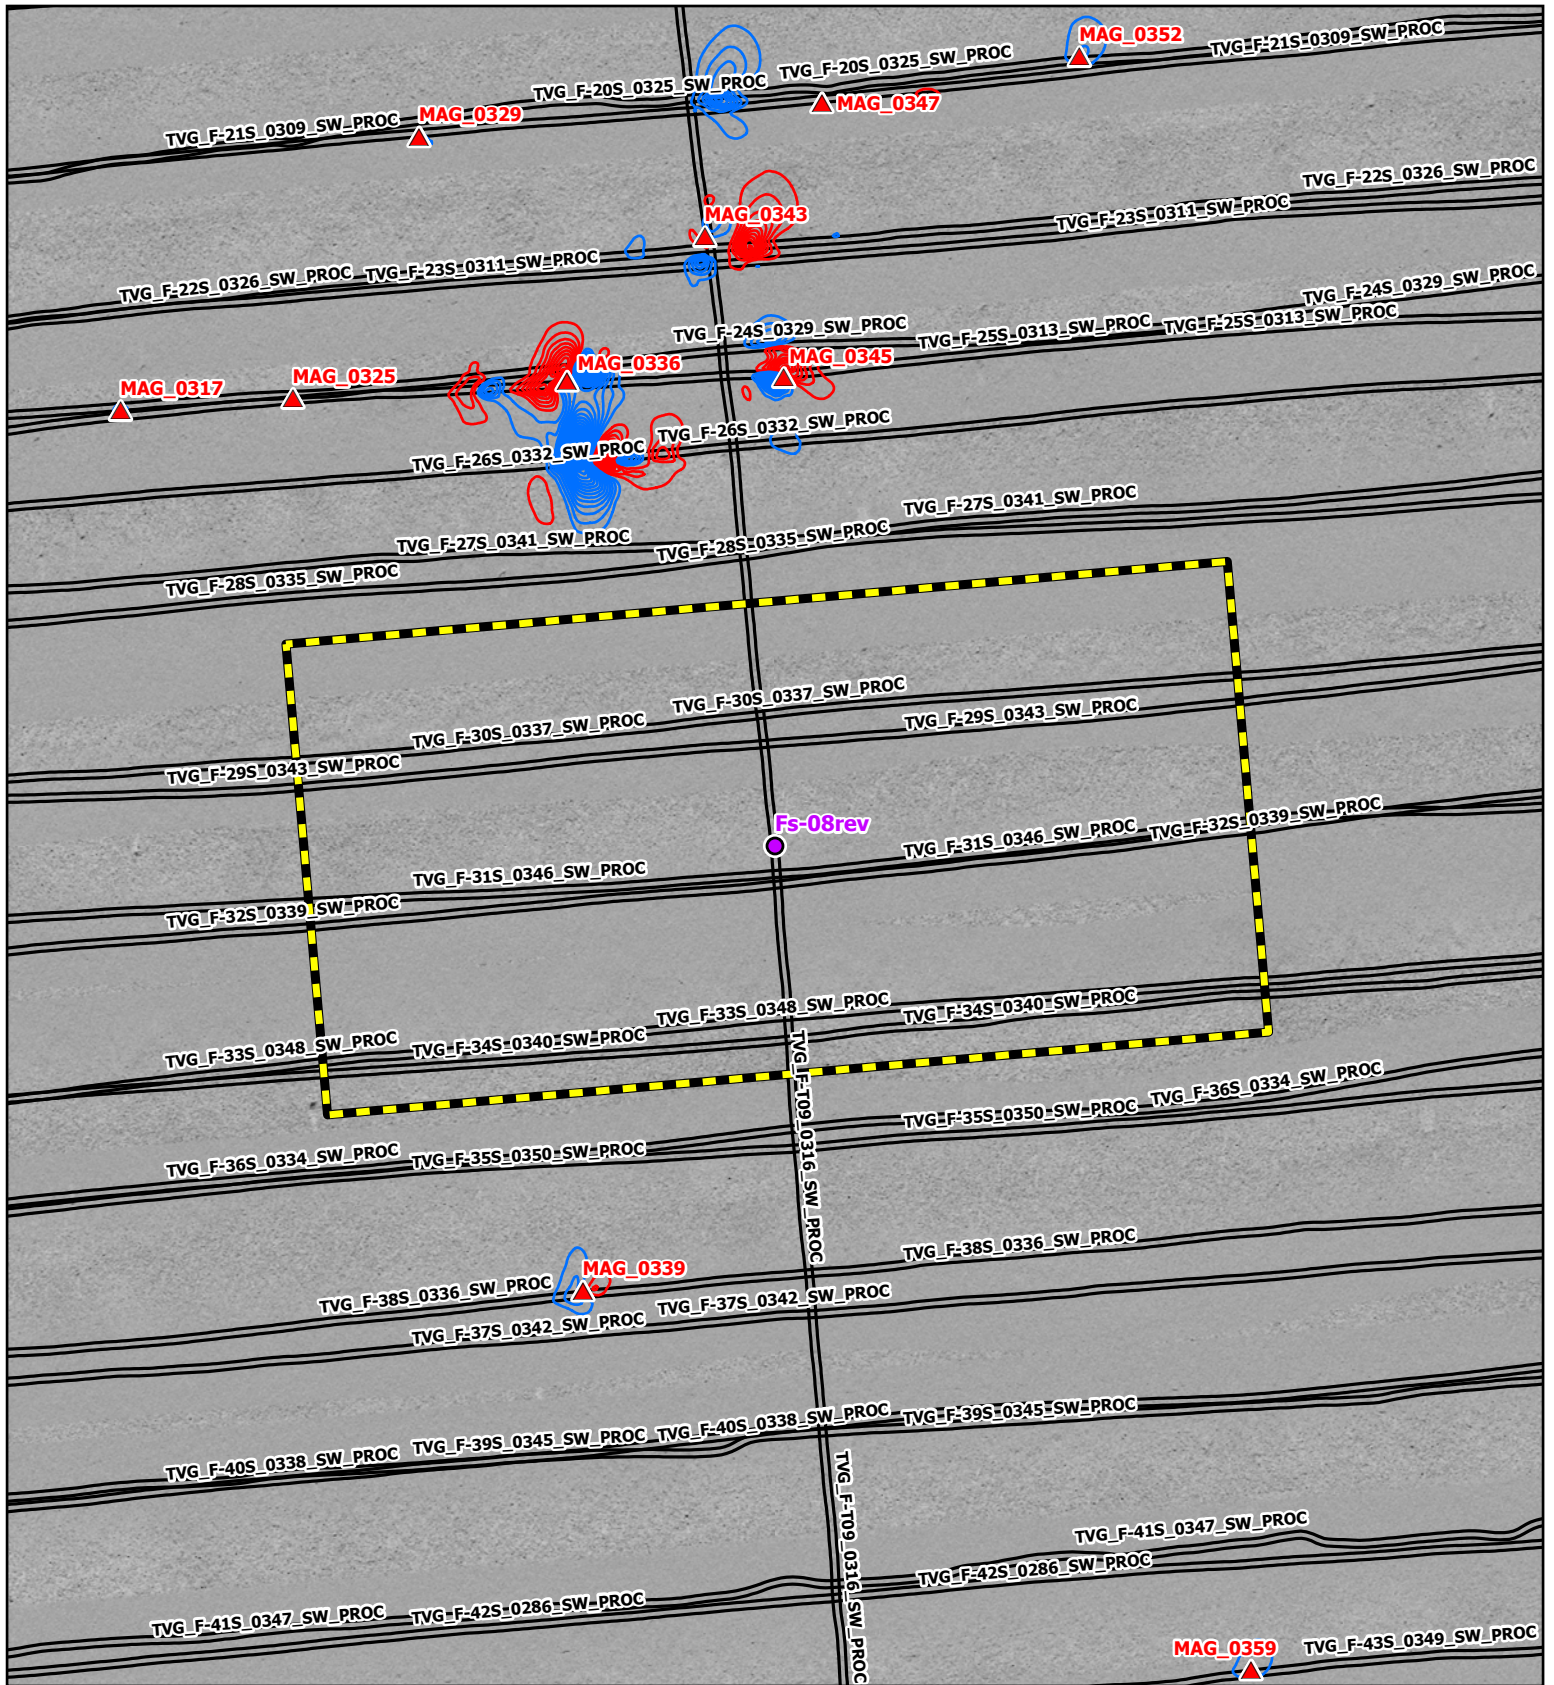 MAG_0352
TVG_F-21S_0309_SW_PROC
TVG_F-20S_0325_SW_PROC
TVG_F-20S_0325_SW_PROC
MAG_0347
MAG_0329
TVG_F-21S_0309_SW_PROC
TVG_F-22S_0326_SW_PROC
MAG_0343
TVG_F-23S_0311_SW_PROC
TVG_F-22S_0326_SW_PROC
TVG_F-23S_0311_SW_PROC
TVG_F-24S_0329_SW_PROC
TVG_F-24S_0329_SW_PROC
TVG_F-25S_0313_SW_PROC
TVG_F-25S_0313_SW_PROC
MAG_0336
MAG_0345
MAG_0317
MAG_0325
TVG_F-26S_0332_SW_PROC
TVG_F-26S_0332_SW_PROC
TVG_F-27S_0341_SW_PROC
TVG_F-27S_0341_SW_PROC
TVG_F-28S_0335_SW_PROC
TVG_F-28S_0335_SW_PROC
TVG_F-30S_0337_SW_PROC
TVG_F-30S_0337_SW_PROC
TVG_F-29S_0343_SW_PROC
TVG_F-29S_0343_SW_PROC
Fs-08rev
TVG_F-32S_0339_SW_PROC
TVG_F-31S_0346_SW_PROC
TVG_F-31S_0346_SW_PROC
TVG_F-32S_0339_SW_PROC
TVG_F-33S_0348_SW_PROC
TVG_F-34S_0340_SW_PROC
TVG_F-33S_0348_SW_PROC
TVG_F-34S_0340_SW_PROC
TVG_F-T09_0316_SW_PROC
TVG_F-36S_0334_SW_PROC
TVG_F-35S_0350_SW_PROC
TVG_F-36S_0334_SW_PROC
TVG_F-35S_0350_SW_PROC
TVG_F-38S_0336_SW_PROC
MAG_0339
TVG_F-38S_0336_SW_PROC
TVG_F-37S_0342_SW_PROC
TVG_F-37S_0342_SW_PROC
TVG_F-40S_0338_SW_PROC
TVG_F-39S_0345_SW_PROC
TVG_F-39S_0345_SW_PROC
TVG_F-40S_0338_SW_PROC
TVG_F-T09_0316_SW_PROC
TVG_F-41S_0347_SW_PROC
TVG_F-42S_0286_SW_PROC
TVG_F-41S_0347_SW_PROC
TVG_F-42S_0286_SW_PROC
MAG_0359
TVG_F-43S_0349_SW_PROC